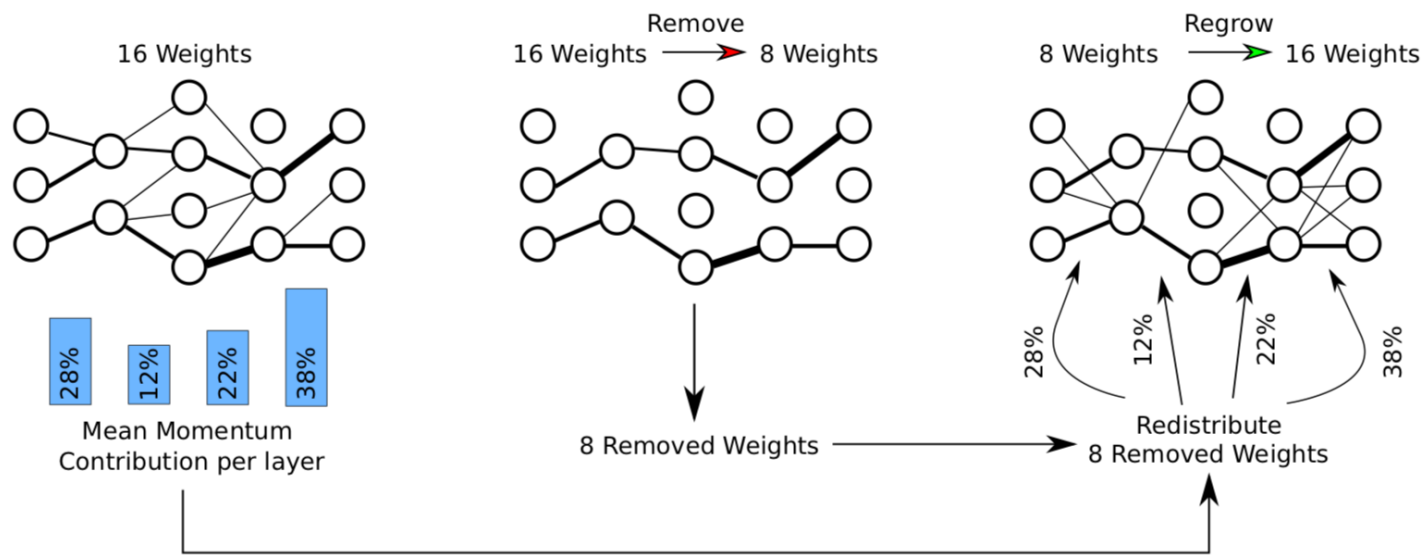 16 Weights
28%
12%
22%
38%
Mean Momentum
Contribution per layer
Remove
16 Weights
8 Weights
8 Removed Weights
Regrow
8 Weights
16 Weights
28%
12%
22%
38%
Redistribute
8 Removed Weights